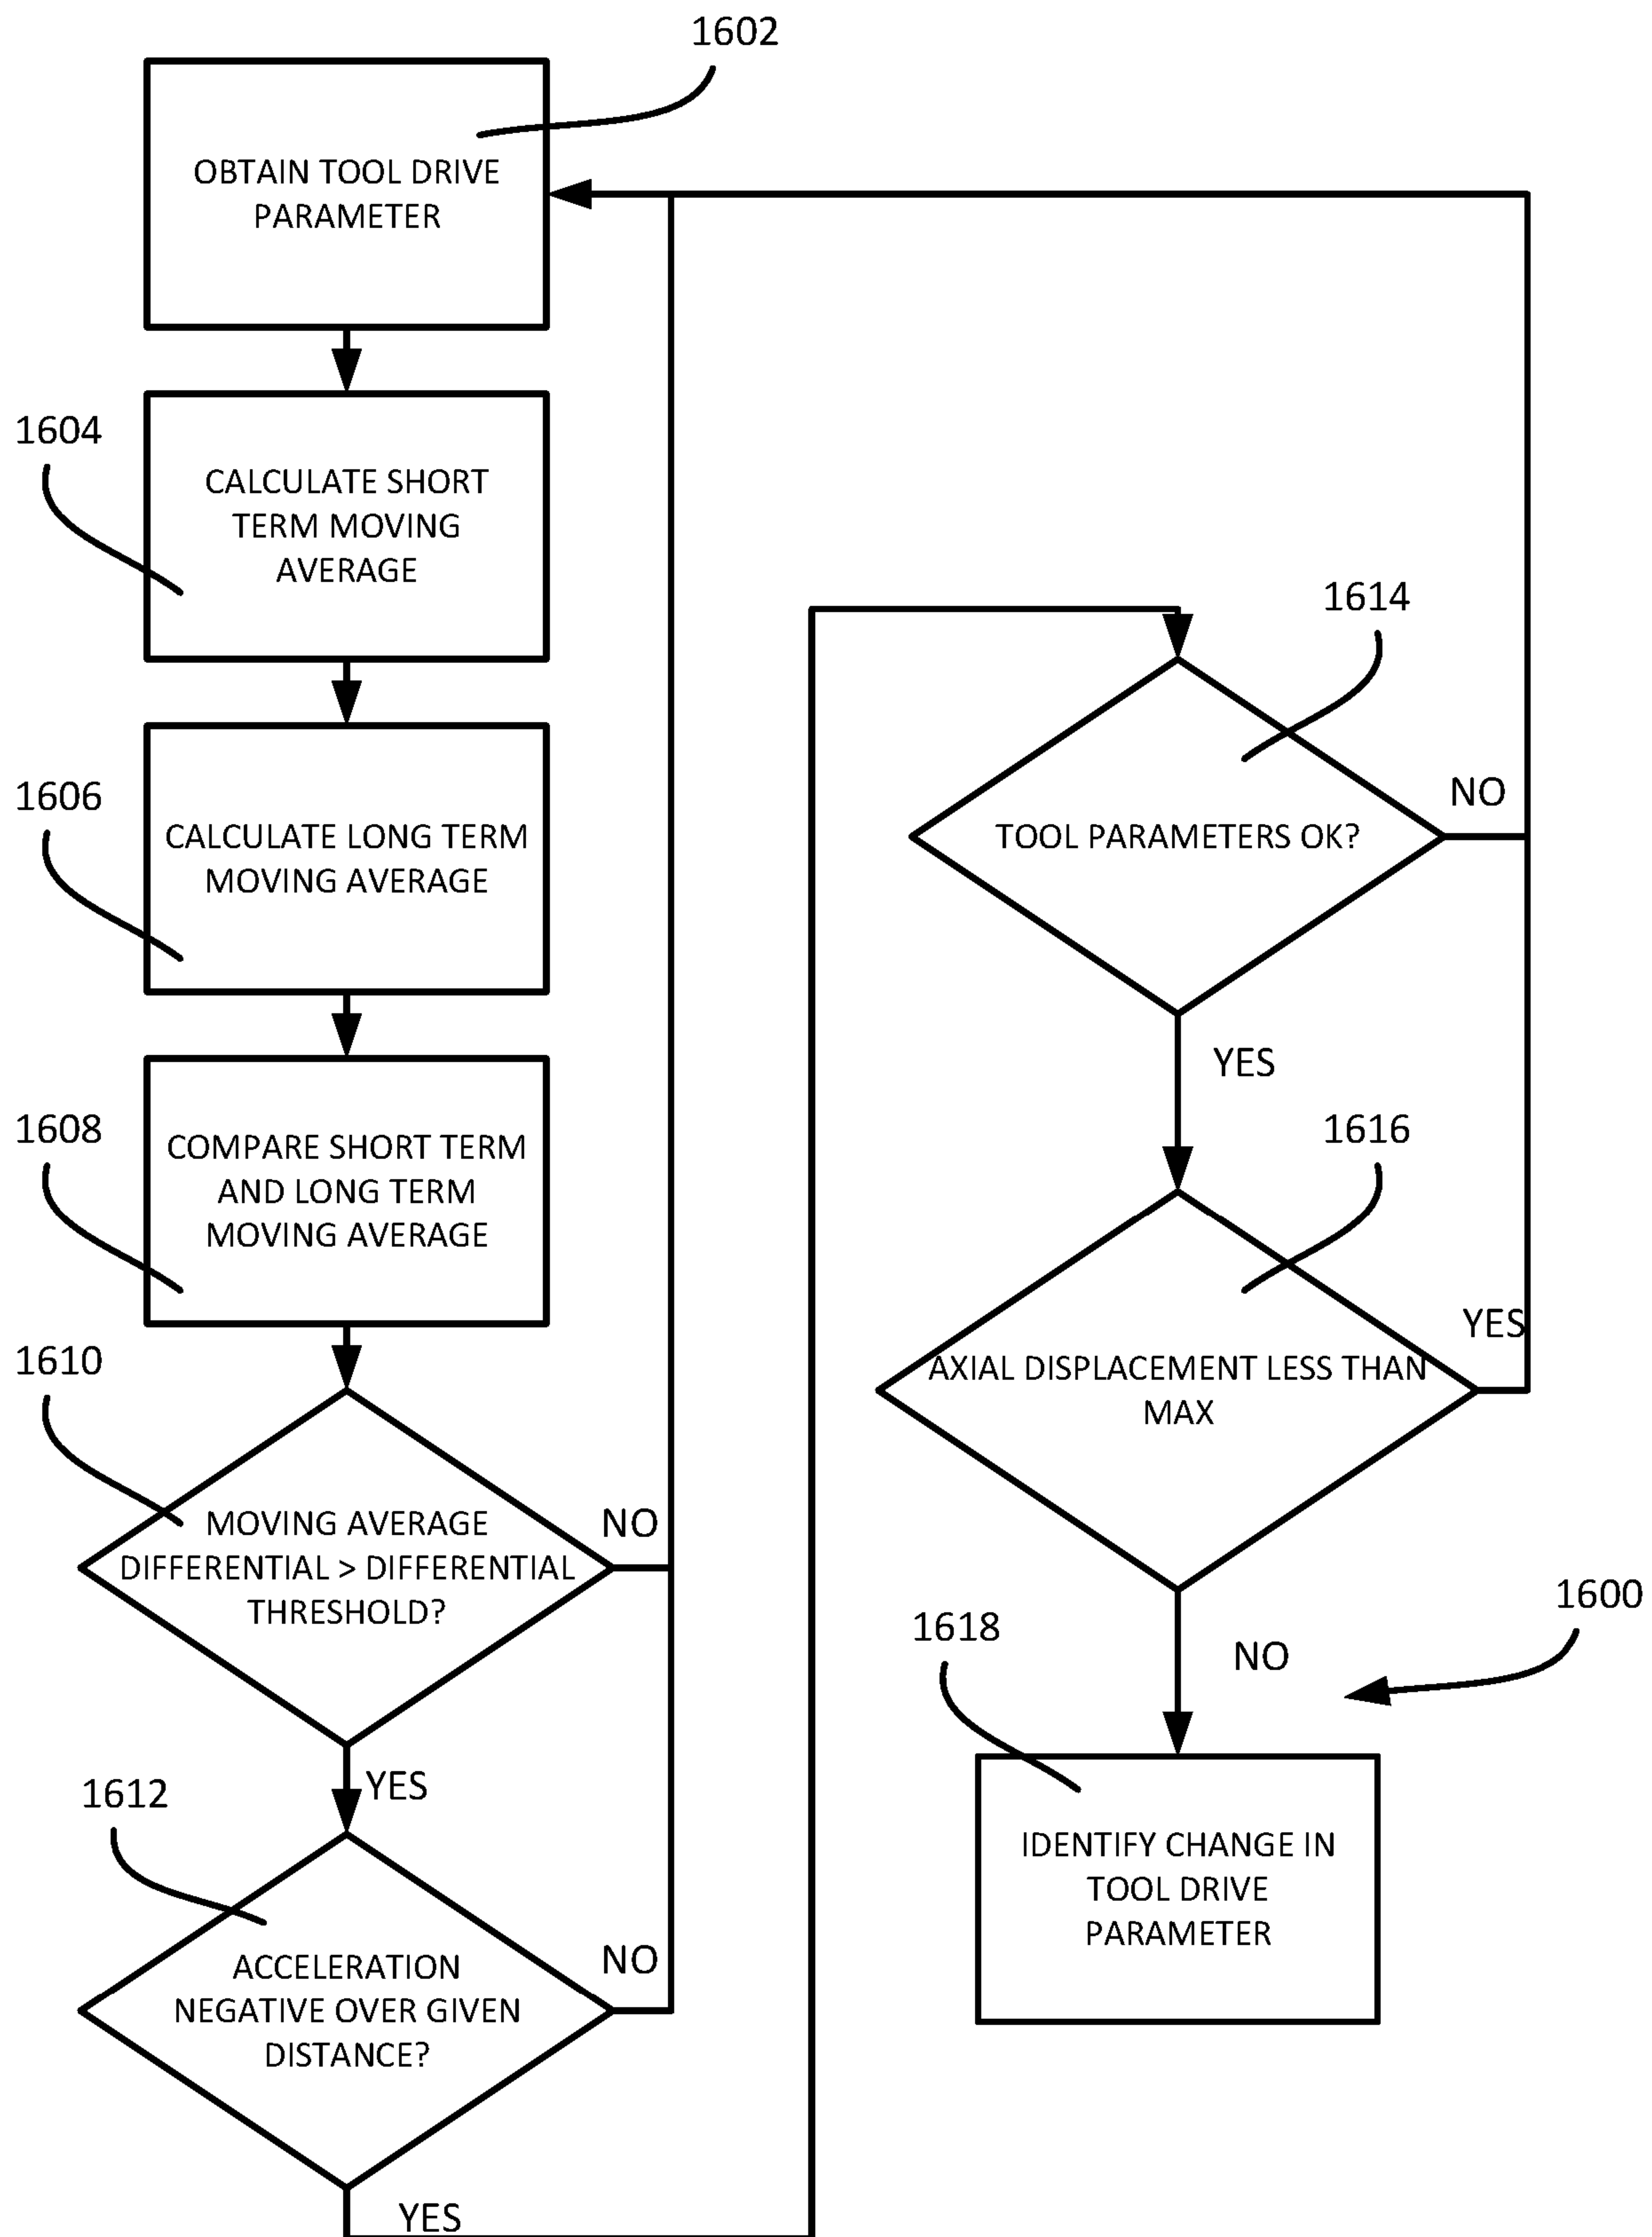 1602
OBTAIN TOOL DRIVE
PARAMETER
1604
CALCULATE SHORT
TERM MOVING
AVERAGE
1606
CALCULATE LONG TERM
MOVING AVERAGE
1608
COMPARE SHORT TERM
AND LONG TERM
MOVING AVERAGE
1610
MOVING AVERAGE
DIFFERENTIAL > DIFFERENTIAL
THRESHOLD?
NO
YES
1612
ACCELERATION
NEGATIVE OVER GIVEN
DISTANCE?
NO
YES
1614
TOOL PARAMETERS OK?
NO
YES
1616
AXIAL DISPLACEMENT LESS THAN
MAX
YES
NO
1600
1618
IDENTIFY CHANGE IN
TOOL DRIVE
PARAMETER